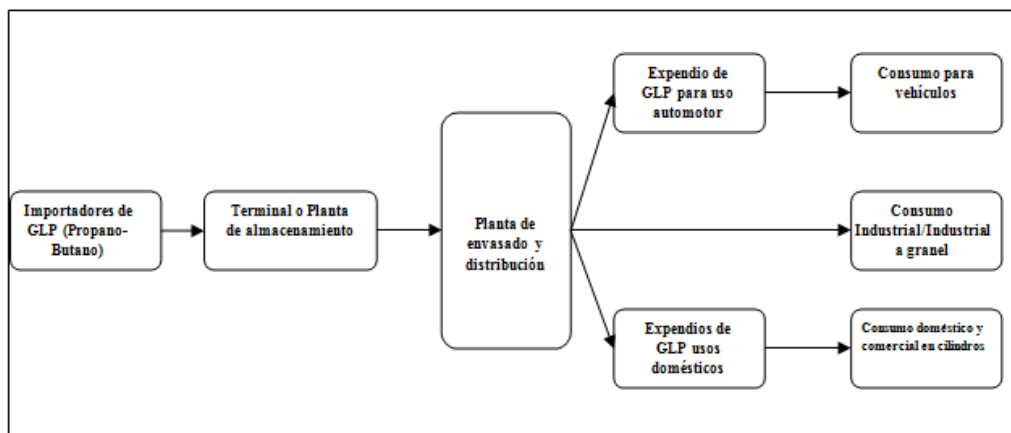 Importadores de
GLP (Propano-
Butano)
Terminal o Planta
de almacenamiento
Planta de
envasado y
distribución
Expendio de
GLP para uso
automotor
Consumo para
vehículos
Consumo
Industrial/Industrial
a granel
Expendios de
GLP usos
domésticos
Consumo doméstico y
comercial en cilindros